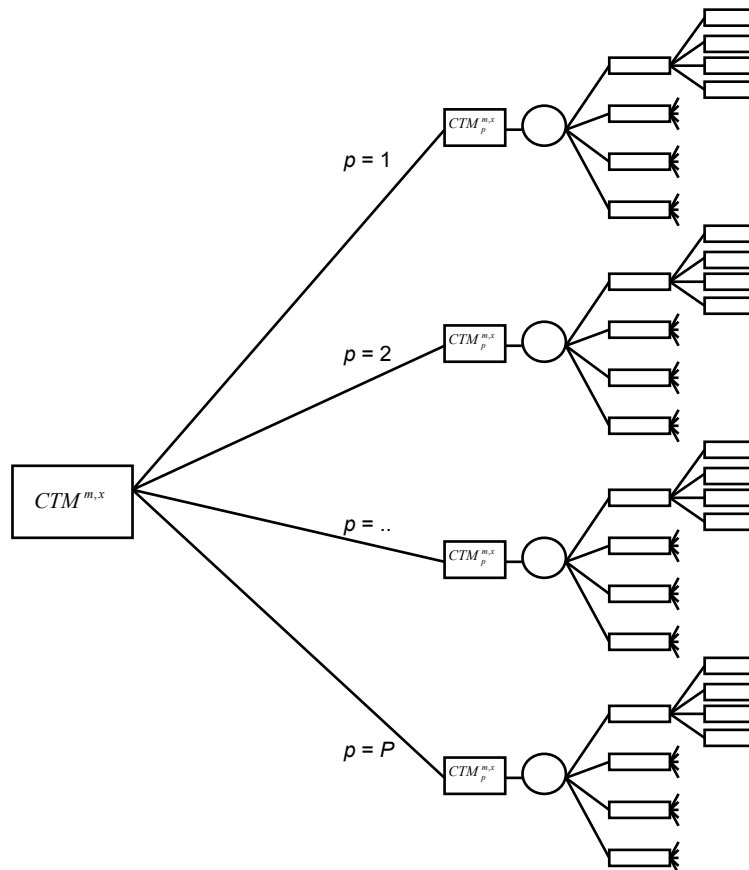 CTM_p^{m,x}
p = 1
CTM_p^{m,x}
p = 2
CTM^{m,x}
p = ..
CTM_p^{m,x}
p = P
CTM_p^{m,x}